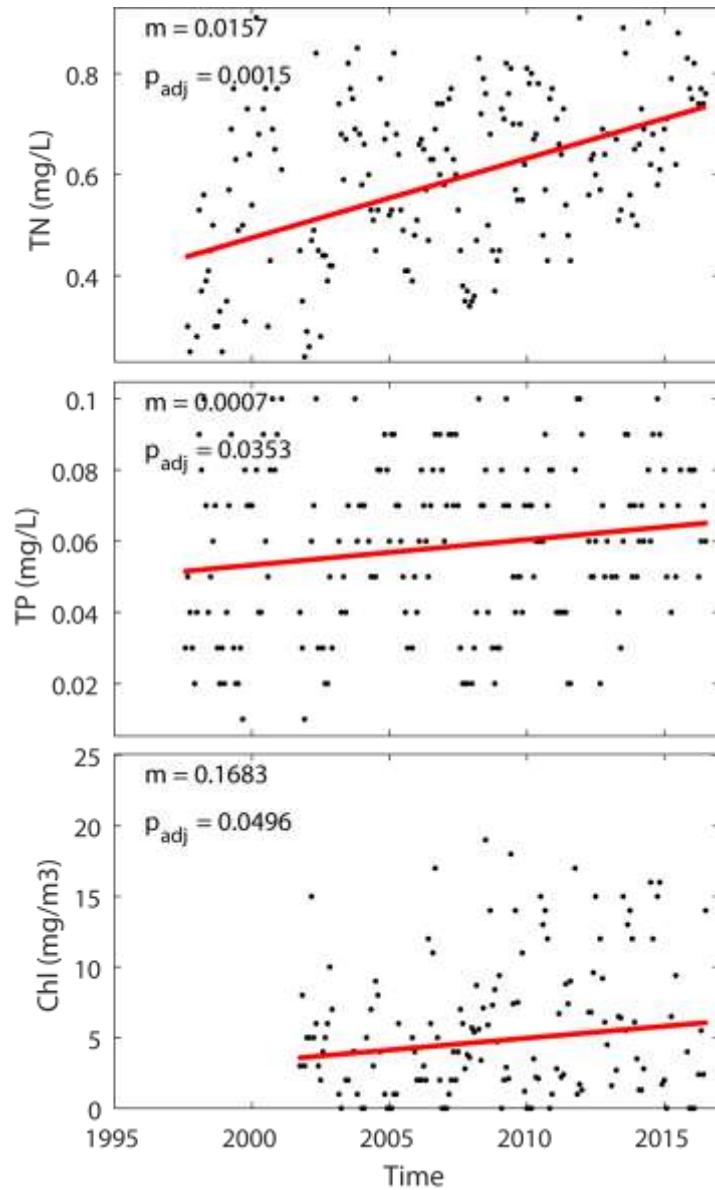 m = 0.0157
p_adj = 0.0015
0.8
0.6
0.4
TN (mg/L)
m = 0.0007
p_adj = 0.0353
0.1
0.08
0.06
0.04
0.02
TP (mg/L)
m = 0.1683
p_adj = 0.0496
25
20
15
10
5
0
Chl (mg/m3)
1995 2000 2005 2010 2015
Time